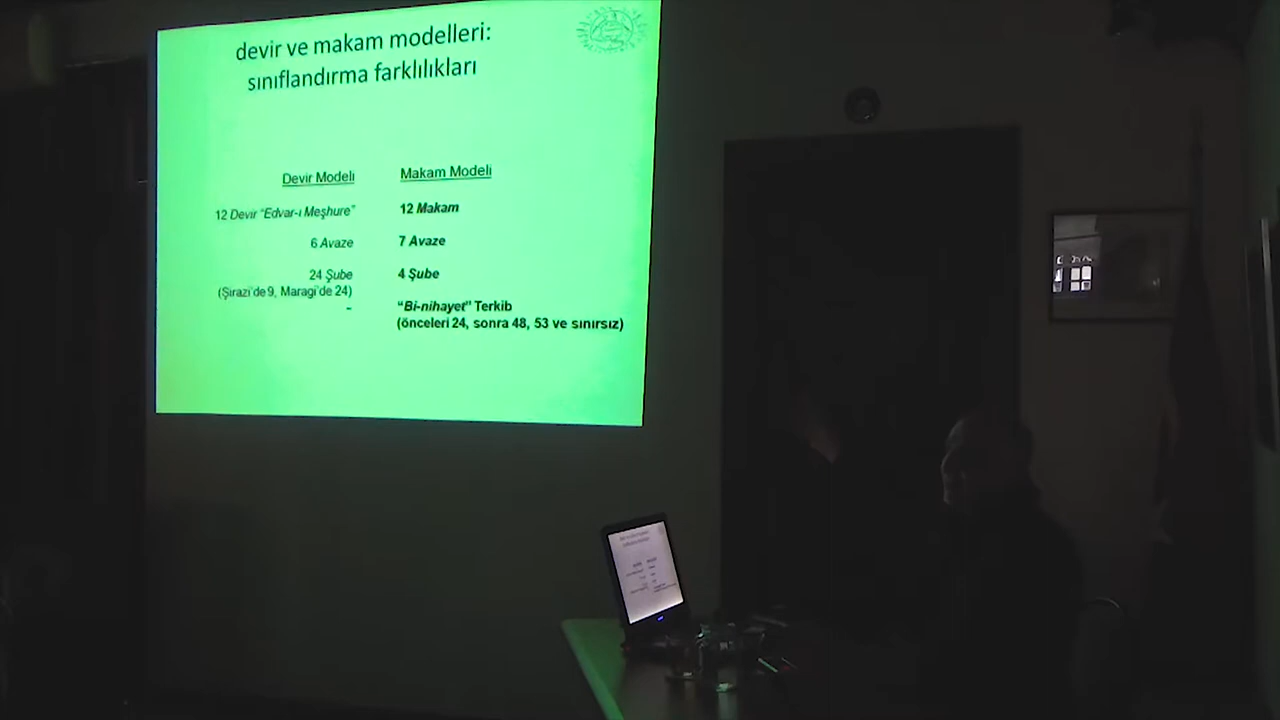 devir ve makam modelleri:
sınıflandırma farklılıkları
Devir Modeli
Makam Modeli
12 Devir “Edvar-ı Meşhure”
12 Makam
6 Avaze
7 Avaze
24 Şube
(Şirazi'de 9, Maragi'de 24)
4 Şube
–
“Bi-nihayet” Terkib
(önceleri 24, sonra 48, 53 ve sınırsız)